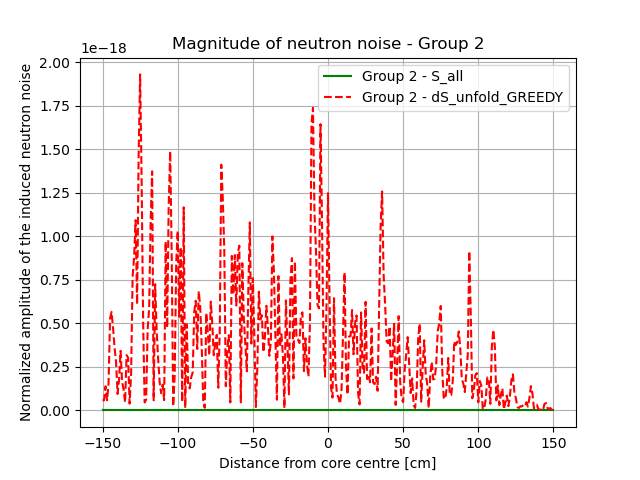 Magnitude of neutron noise - Group 2
1e−18
Group 2 - S_all
Group 2 - dS_unfold_GREEDY
Normalized amplitude of the induced neutron noise
2.00
1.75
1.50
1.25
1.00
0.75
0.50
0.25
0.00
−150 −100 −50 0 50 100 150
Distance from core centre [cm]